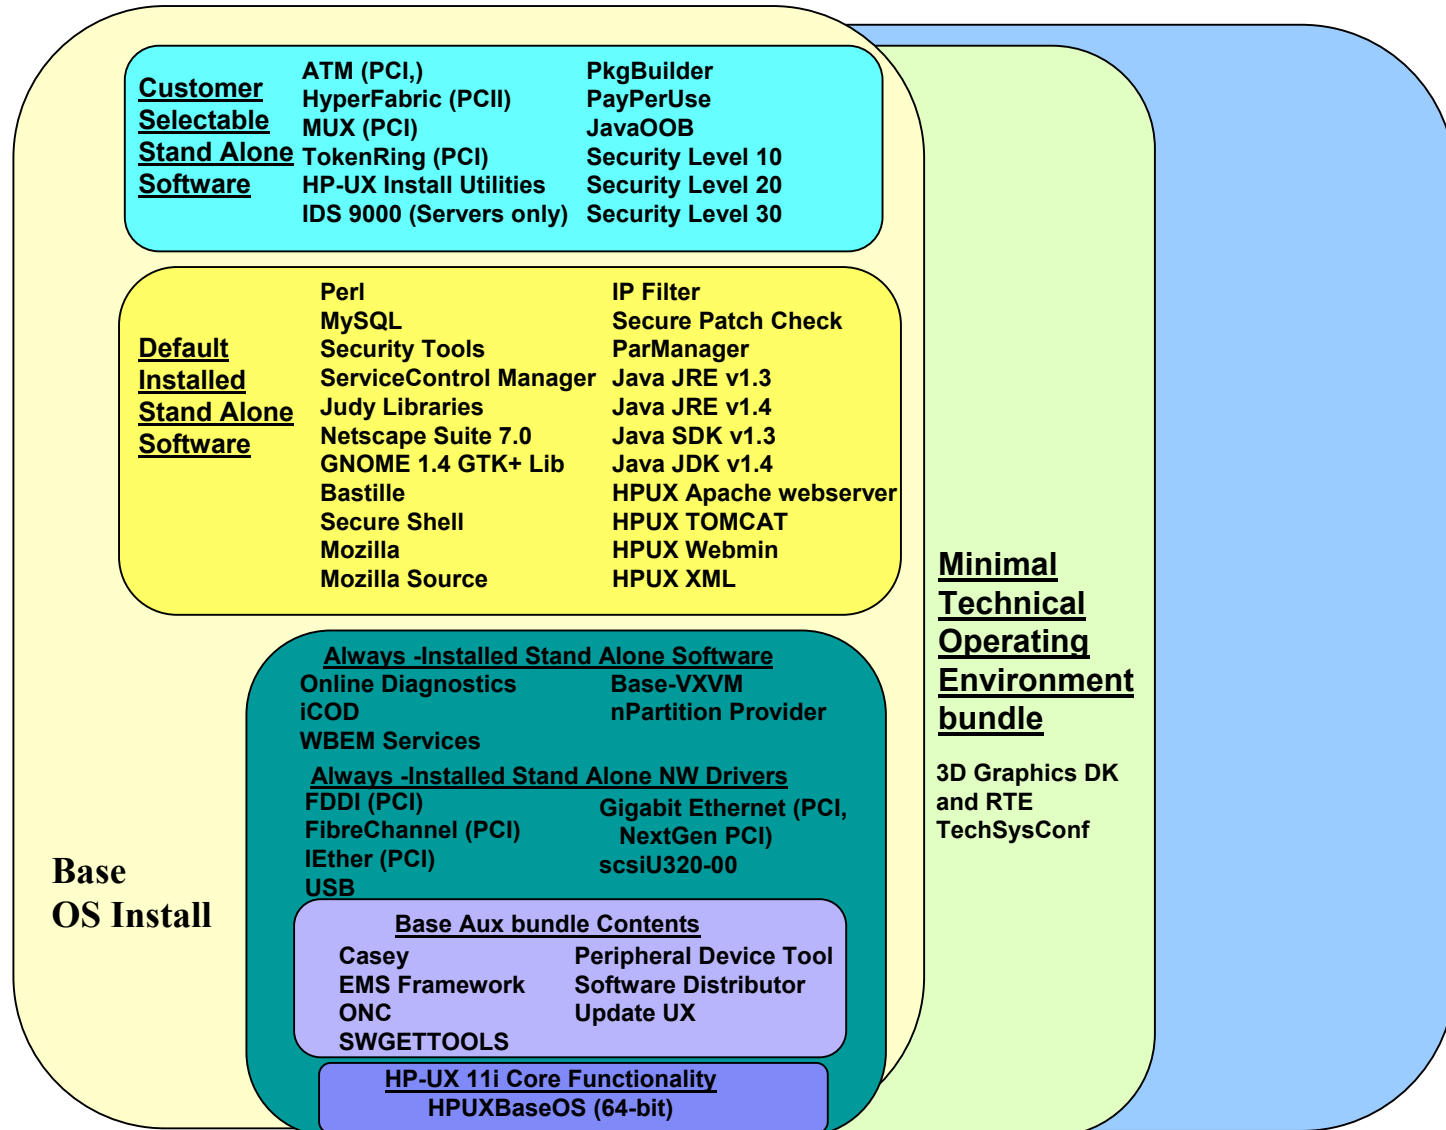 Customer
Selectable
Stand Alone
Software
ATM (PCI,)
HyperFabric (PCII)
MUX (PCI)
TokenRing (PCI)
HP-UX Install Utilities
IDS 9000 (Servers only)
PkgBuilder
PayPerUse
JavaOOB
Security Level 10
Security Level 20
Security Level 30
Default
Installed
Stand Alone
Software
Perl
MySQL
Security Tools
ServiceControl Manager
Judy Libraries
Netscape Suite 7.0
GNOME 1.4 GTK+ Lib
Bastille
Secure Shell
Mozilla
Mozilla Source
IP Filter
Secure Patch Check
ParManager
Java JRE v1.3
Java JRE v1.4
Java SDK v1.3
Java JDK v1.4
HPUX Apache webserver
HPUX TOMCAT
HPUX Webmin
HPUX XML
Always -Installed Stand Alone Software
Online Diagnostics
iCOD
WBEM Services
Base-VXVM
nPartition Provider
Always -Installed Stand Alone NW Drivers
FDDI (PCI)
FibreChannel (PCI)
IEther (PCI)
USB
Gigabit Ethernet (PCI,
NextGen PCI)
scsiU320-00
Base Aux bundle Contents
Casey
EMS Framework
ONC
SWGETTOOLS
Peripheral Device Tool
Software Distributor
Update UX
HP-UX 11i Core Functionality
HPUXBaseOS (64-bit)
Base
OS Install
Minimal
Technical
Operating
Environment
bundle
3D Graphics DK
and RTE
TechSysConf